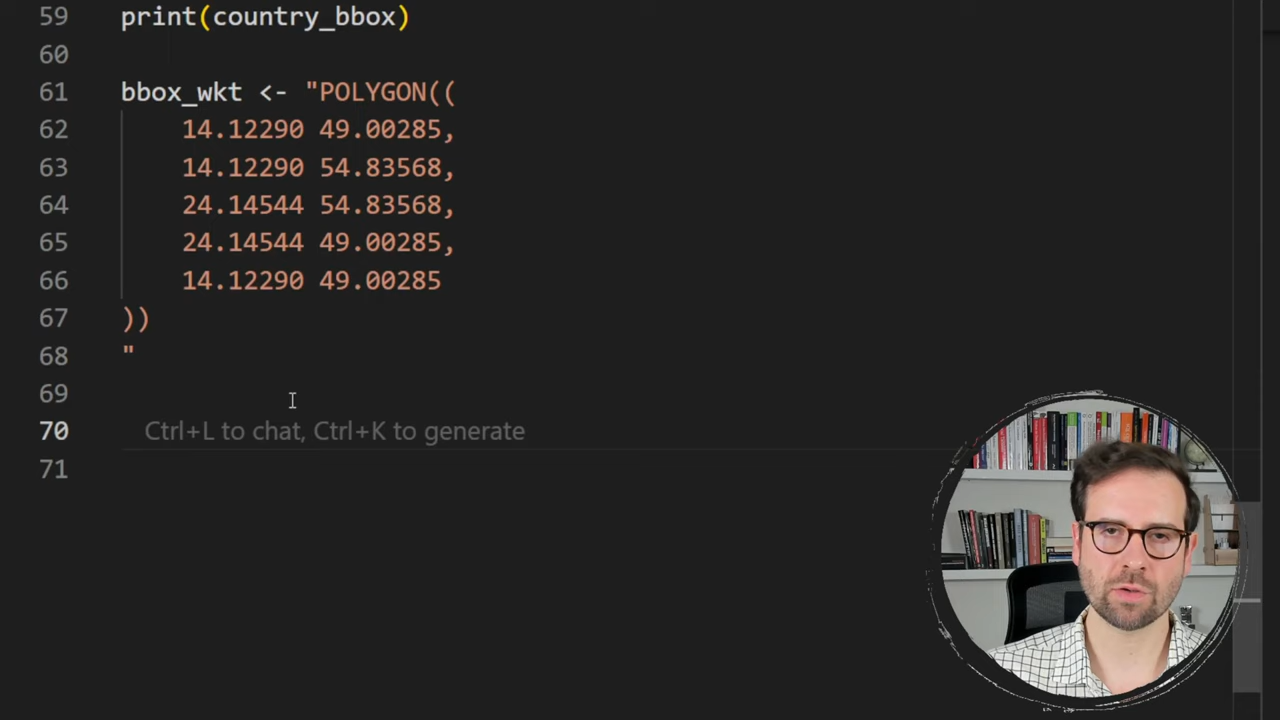 59 print(country_bbox)
60
61 bbox_wkt <- "POLYGON((
62 14.12290 49.00285,
63 14.12290 54.83568,
64 24.14544 54.83568,
65 24.14544 49.00285,
66 14.12290 49.00285
67 ))
68 "
69
70 Ctrl+L to chat, Ctrl+K to generate
71